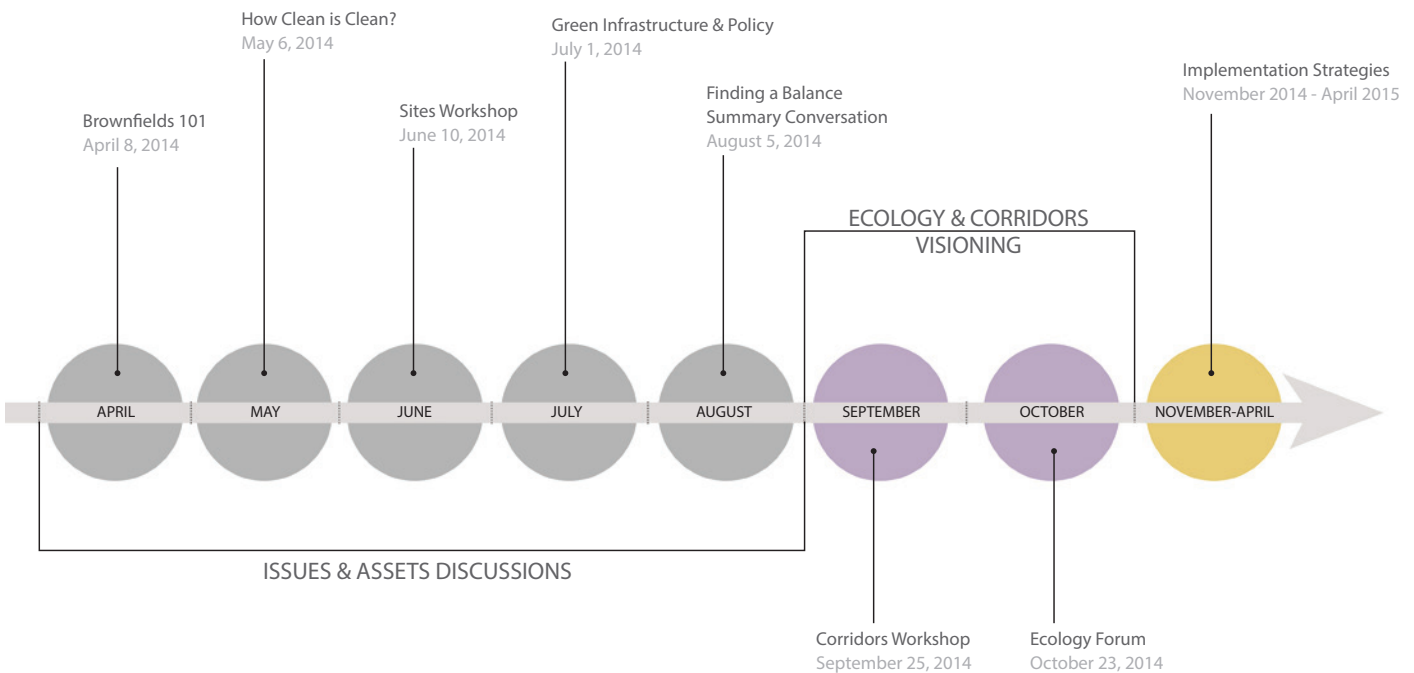 How Clean is Clean?
May 6, 2014
Green Infrastructure & Policy
July 1, 2014
Implementation Strategies
November 2014 - April 2015
Finding a Balance
Summary Conversation
August 5, 2014
Sites Workshop
June 10, 2014
Brownfields 101
April 8, 2014
ECOLOGY & CORRIDORS
VISIONING
APRIL
MAY
JUNE
JULY
AUGUST
SEPTEMBER
OCTOBER
NOVEMBER-APRIL
ISSUES & ASSETS DISCUSSIONS
Corridors Workshop
September 25, 2014
Ecology Forum
October 23, 2014